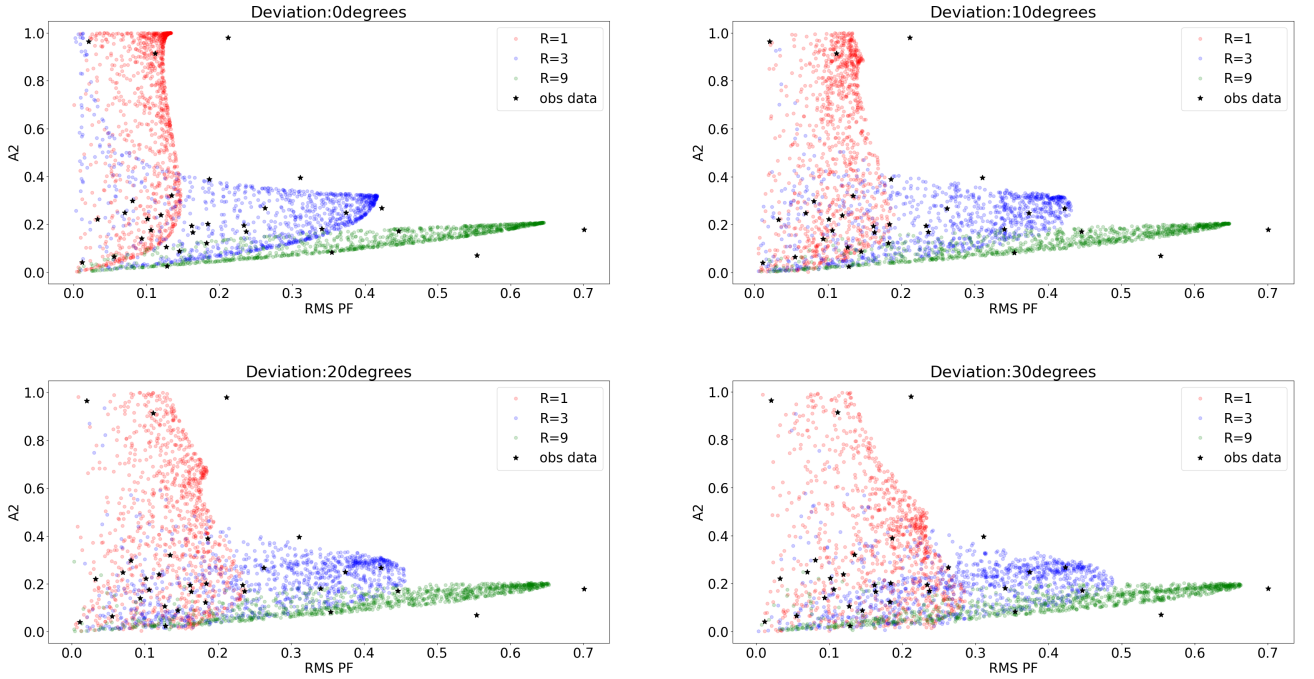 Deviation:0degrees
1.0
0.8
0.6
0.4
0.2
0.0
A2
0.0 0.1 0.2 0.3 0.4 0.5 0.6 0.7
RMS PF
R=1
R=3
R=9
obs data
Deviation:10degrees
1.0
0.8
0.6
0.4
0.2
0.0
A2
0.0 0.1 0.2 0.3 0.4 0.5 0.6 0.7
RMS PF
R=1
R=3
R=9
obs data
Deviation:20degrees
1.0
0.8
0.6
0.4
0.2
0.0
A2
0.0 0.1 0.2 0.3 0.4 0.5 0.6 0.7
RMS PF
R=1
R=3
R=9
obs data
Deviation:30degrees
1.0
0.8
0.6
0.4
0.2
0.0
A2
0.0 0.1 0.2 0.3 0.4 0.5 0.6 0.7
RMS PF
R=1
R=3
R=9
obs data